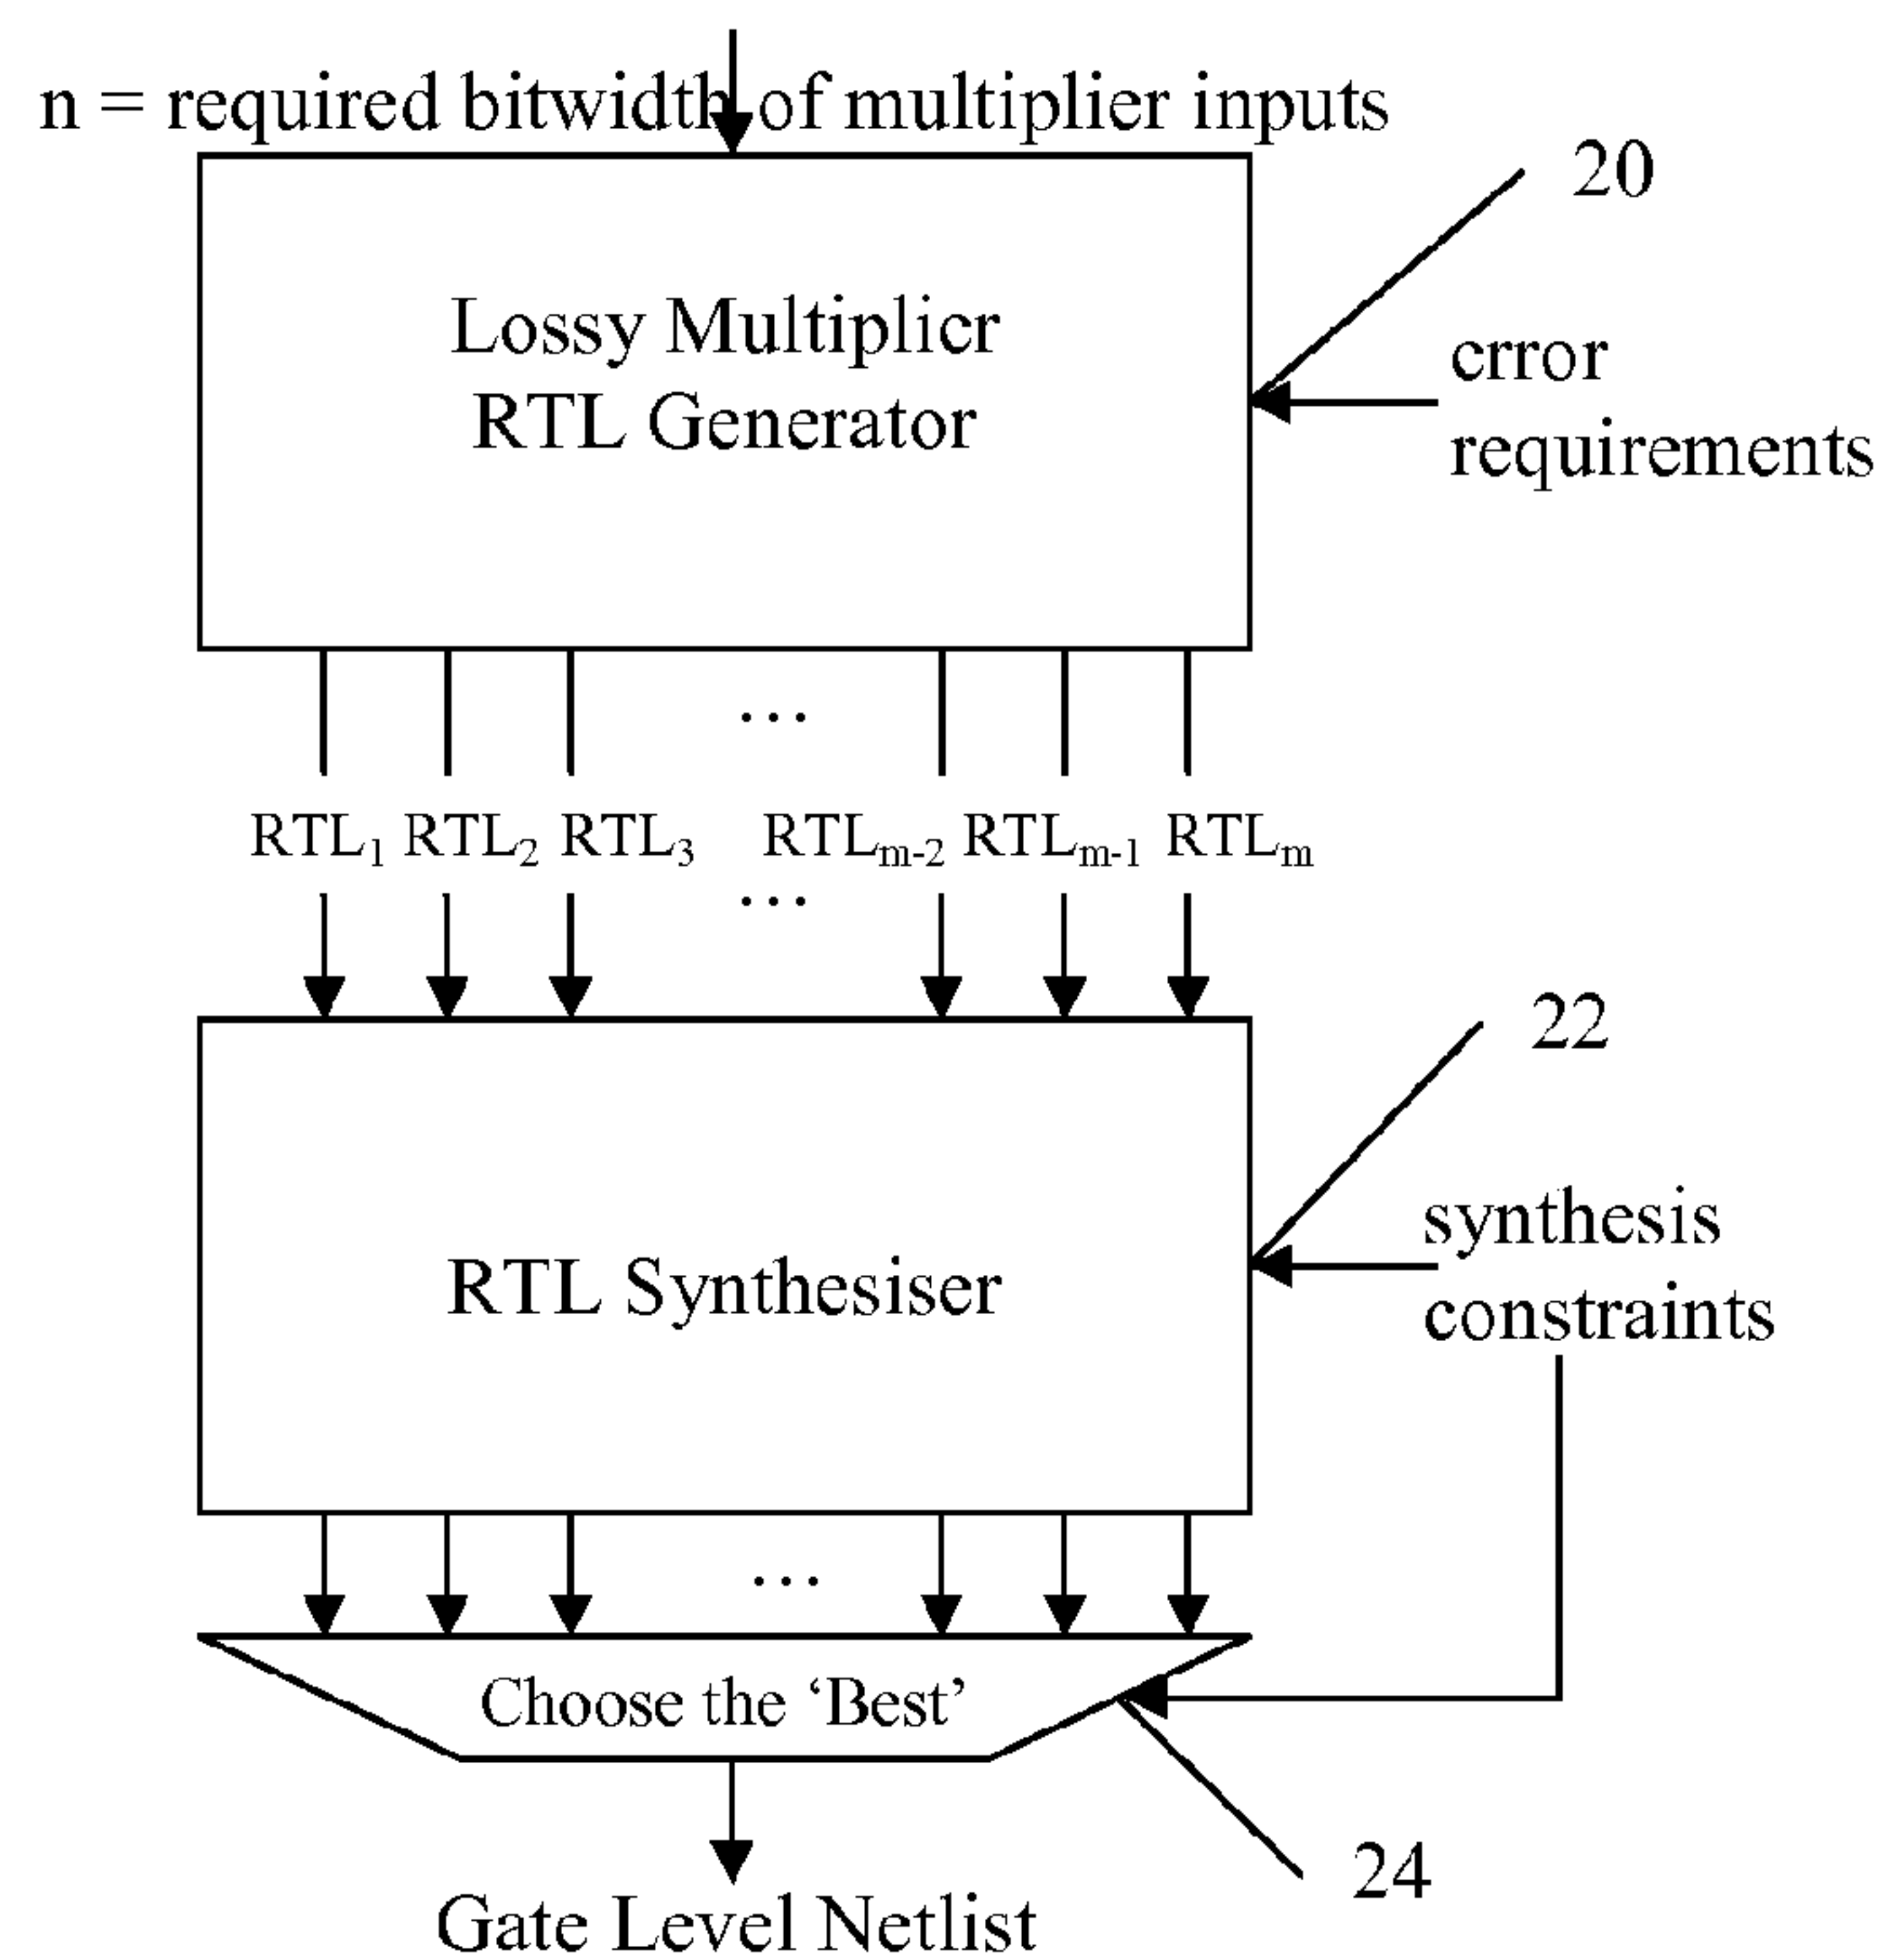 n = required bitwidth of multiplier inputs
20
Lossy Multiplicr
RTL Generator
crror
requirements
...
RTL1 RTL2 RTL3 RTLm-2 RTLm-1 RTLm
...
22
synthesis
constraints
RTL Synthesiser
...
Choose the ‘Best’
24
Gate Level Netlist